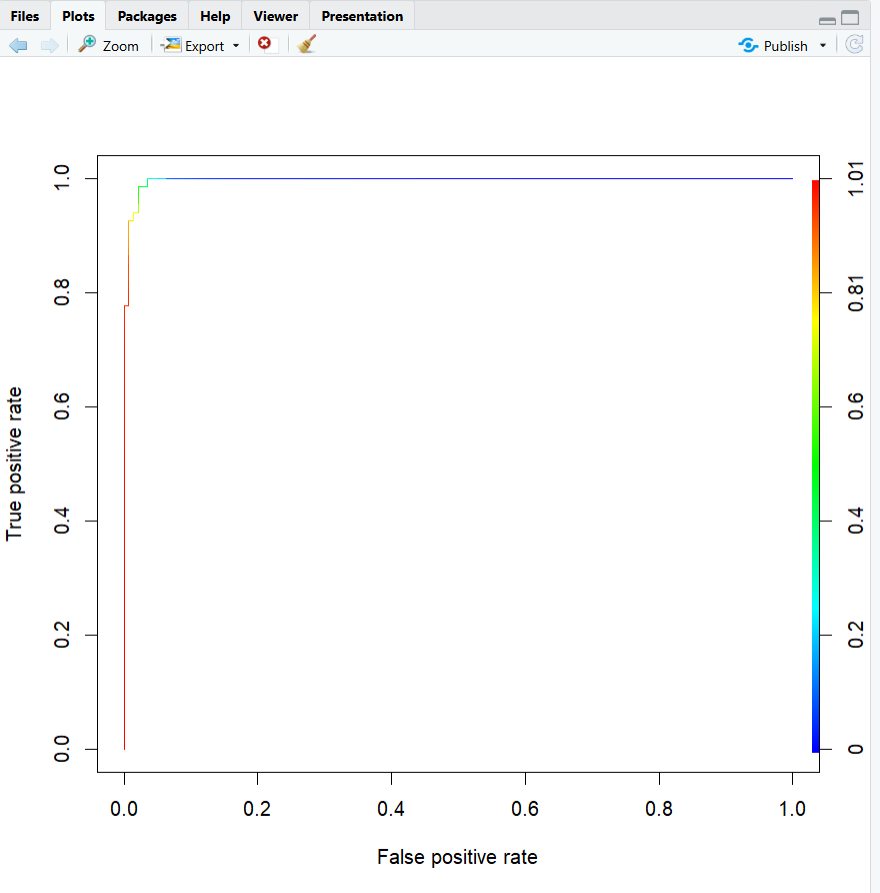 Files Plots Packages Help Viewer Presentation
Zoom Export Publish
1.0
0.8
0.6
0.4
0.2
0.0
True positive rate
1.01
0.81
0.6
0.4
0.2
0
0.0 0.2 0.4 0.6 0.8 1.0
False positive rate